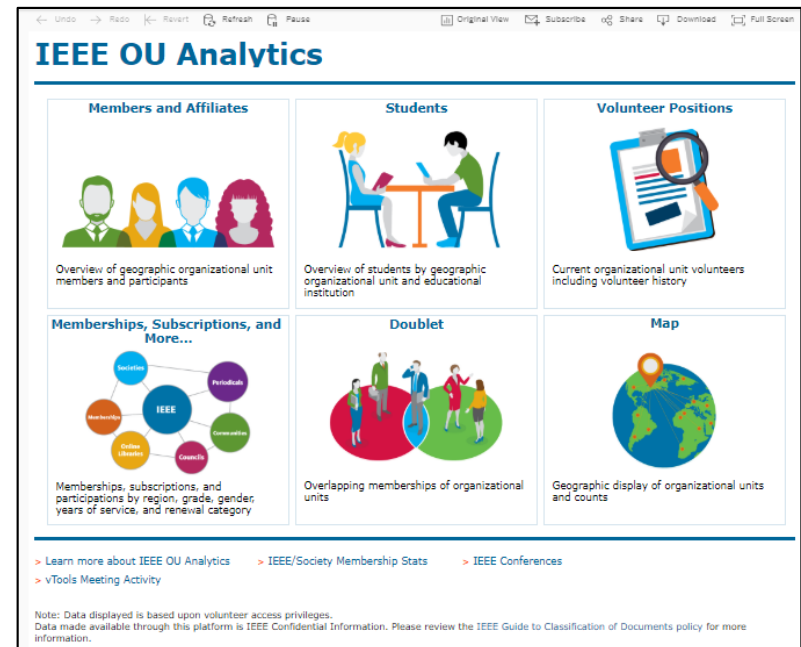 Undo Redo Revert Refresh Pause Original View Subscribe Share Download Full Screen
IEEE OU Analytics
Members and Affiliates
Overview of geographic organizational unit
members and participants
Students
Overview of students by geographic
organizational unit and educational
institution
Volunteer Positions
Current organizational unit volunteers
including volunteer history
Memberships, Subscriptions, and
More...
Societies
Periodicals
IEEE
Memberships
Communities
Online
Libraries
Councils
Memberships, subscriptions, and
participations by region, grade, gender,
years of service, and renewal category
Doublet
Overlapping memberships of organizational
units
Map
Geographic display of organizational units
and counts
> Learn more about IEEE OU Analytics > IEEE/Society Membership Stats > IEEE Conferences
> vTools Meeting Activity
Note: Data displayed is based upon volunteer access privileges.
Data made available through this platform is IEEE Confidential Information. Please review the IEEE Guide to Classification of Documents policy for more
information.